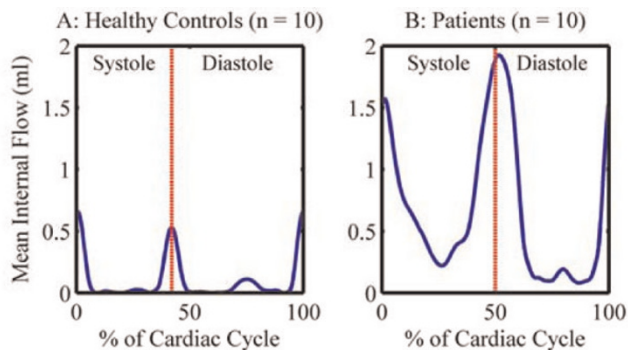 A: Healthy Controls (n = 10)
B: Patients (n = 10)
Mean Internal Flow (ml)
2
1.5
1
0.5
0
Systole
Diastole
0
50
100
% of Cardiac Cycle
2
1.5
1
0.5
0
Systole
Diastole
0
50
100
% of Cardiac Cycle